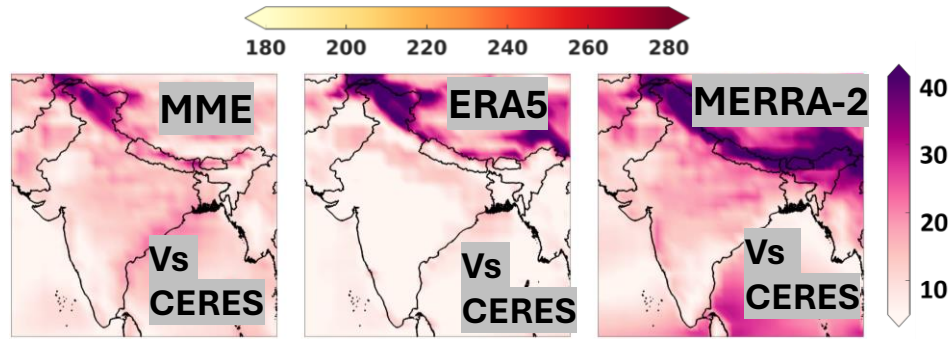 180 200 220 240 260 280
MME
ERA5
MERRA-2
Vs
CERES
Vs
CERES
Vs
CERES
40
30
20
10